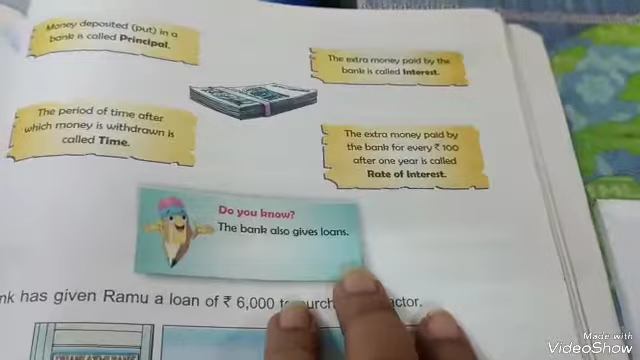 Money deposited (put) in a
bank is called Principal.
The extra money paid by the
bank is called Interest.
The period of time after
which money is withdrawn is
called Time.
The extra money paid by
the bank for every ₹ 100
after one year is called
Rate of Interest.
Do you know?
The bank also gives loans.
has given Ramu a loan of ₹ 6,000
Made with
VideoShow